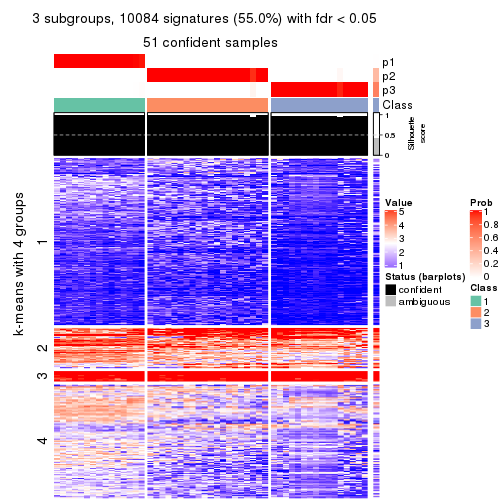 3 subgroups, 10084 signatures (55.0%) with fdr < 0.05
51 confident samples
p1
p2
p3
Class
1
0.5
0
Silhouette
score
k-means with 4 groups
1
2
3
4
Value
5
4
3
2
1
Status (barplots)
confident
ambiguous
Prob
1
0.8
0.6
0.4
0.2
0
Class
1
2
3